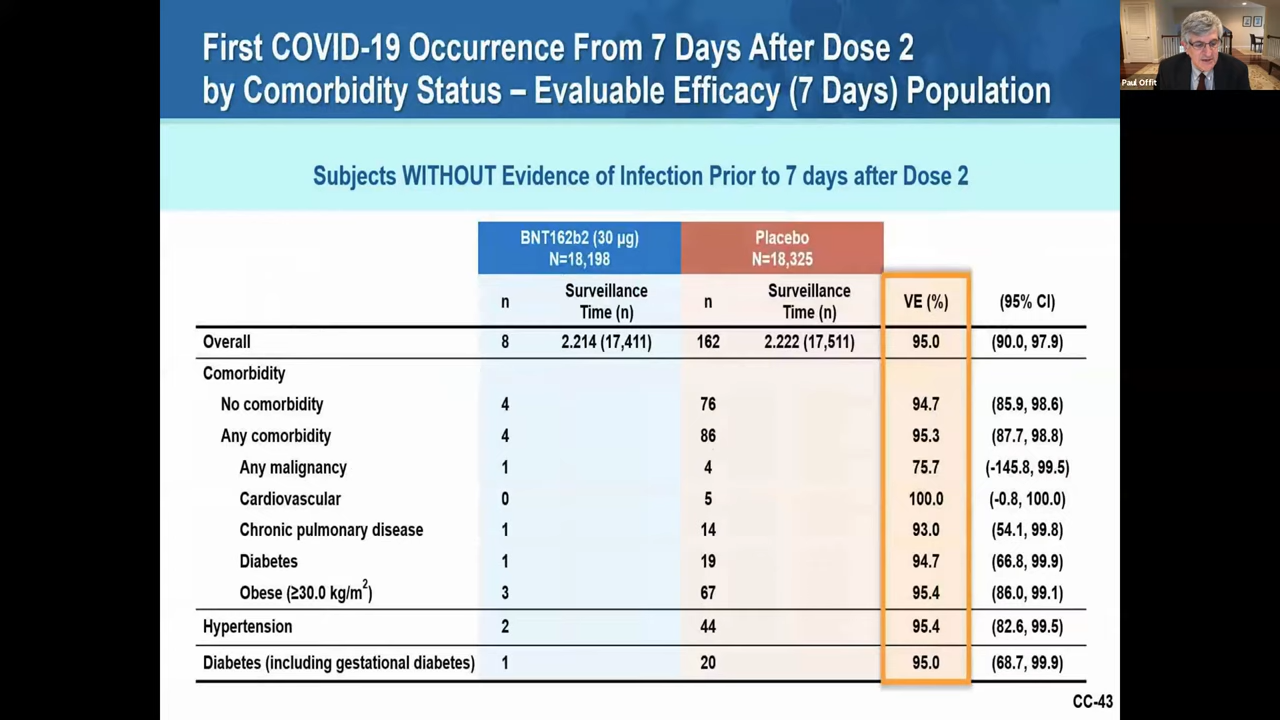 First COVID-19 Occurrence From 7 Days After Dose 2
by Comorbidity Status – Evaluable Efficacy (7 Days) Population
Paul Offit
Subjects WITHOUT Evidence of Infection Prior to 7 days after Dose 2
BNT162b2 (30 µg) Placebo
N=18,198 N=18,325
n Surveillance Time (n) n Surveillance Time (n) VE (%) (95% CI)
Overall 8 2.214 (17,411) 162 2.222 (17,511) 95.0 (90.0, 97.9)
Comorbidity
No comorbidity 4 76 94.7 (85.9, 98.6)
Any comorbidity 4 86 95.3 (87.7, 98.8)
Any malignancy 1 4 75.7 (-145.8, 99.5)
Cardiovascular 0 5 100.0 (-0.8, 100.0)
Chronic pulmonary disease 1 14 93.0 (54.1, 99.8)
Diabetes 1 19 94.7 (66.8, 99.9)
Obese (≥30.0 kg/m²) 3 67 95.4 (86.0, 99.1)
Hypertension 2 44 95.4 (82.6, 99.5)
Diabetes (including gestational diabetes) 1 20 95.0 (68.7, 99.9)
CC-43